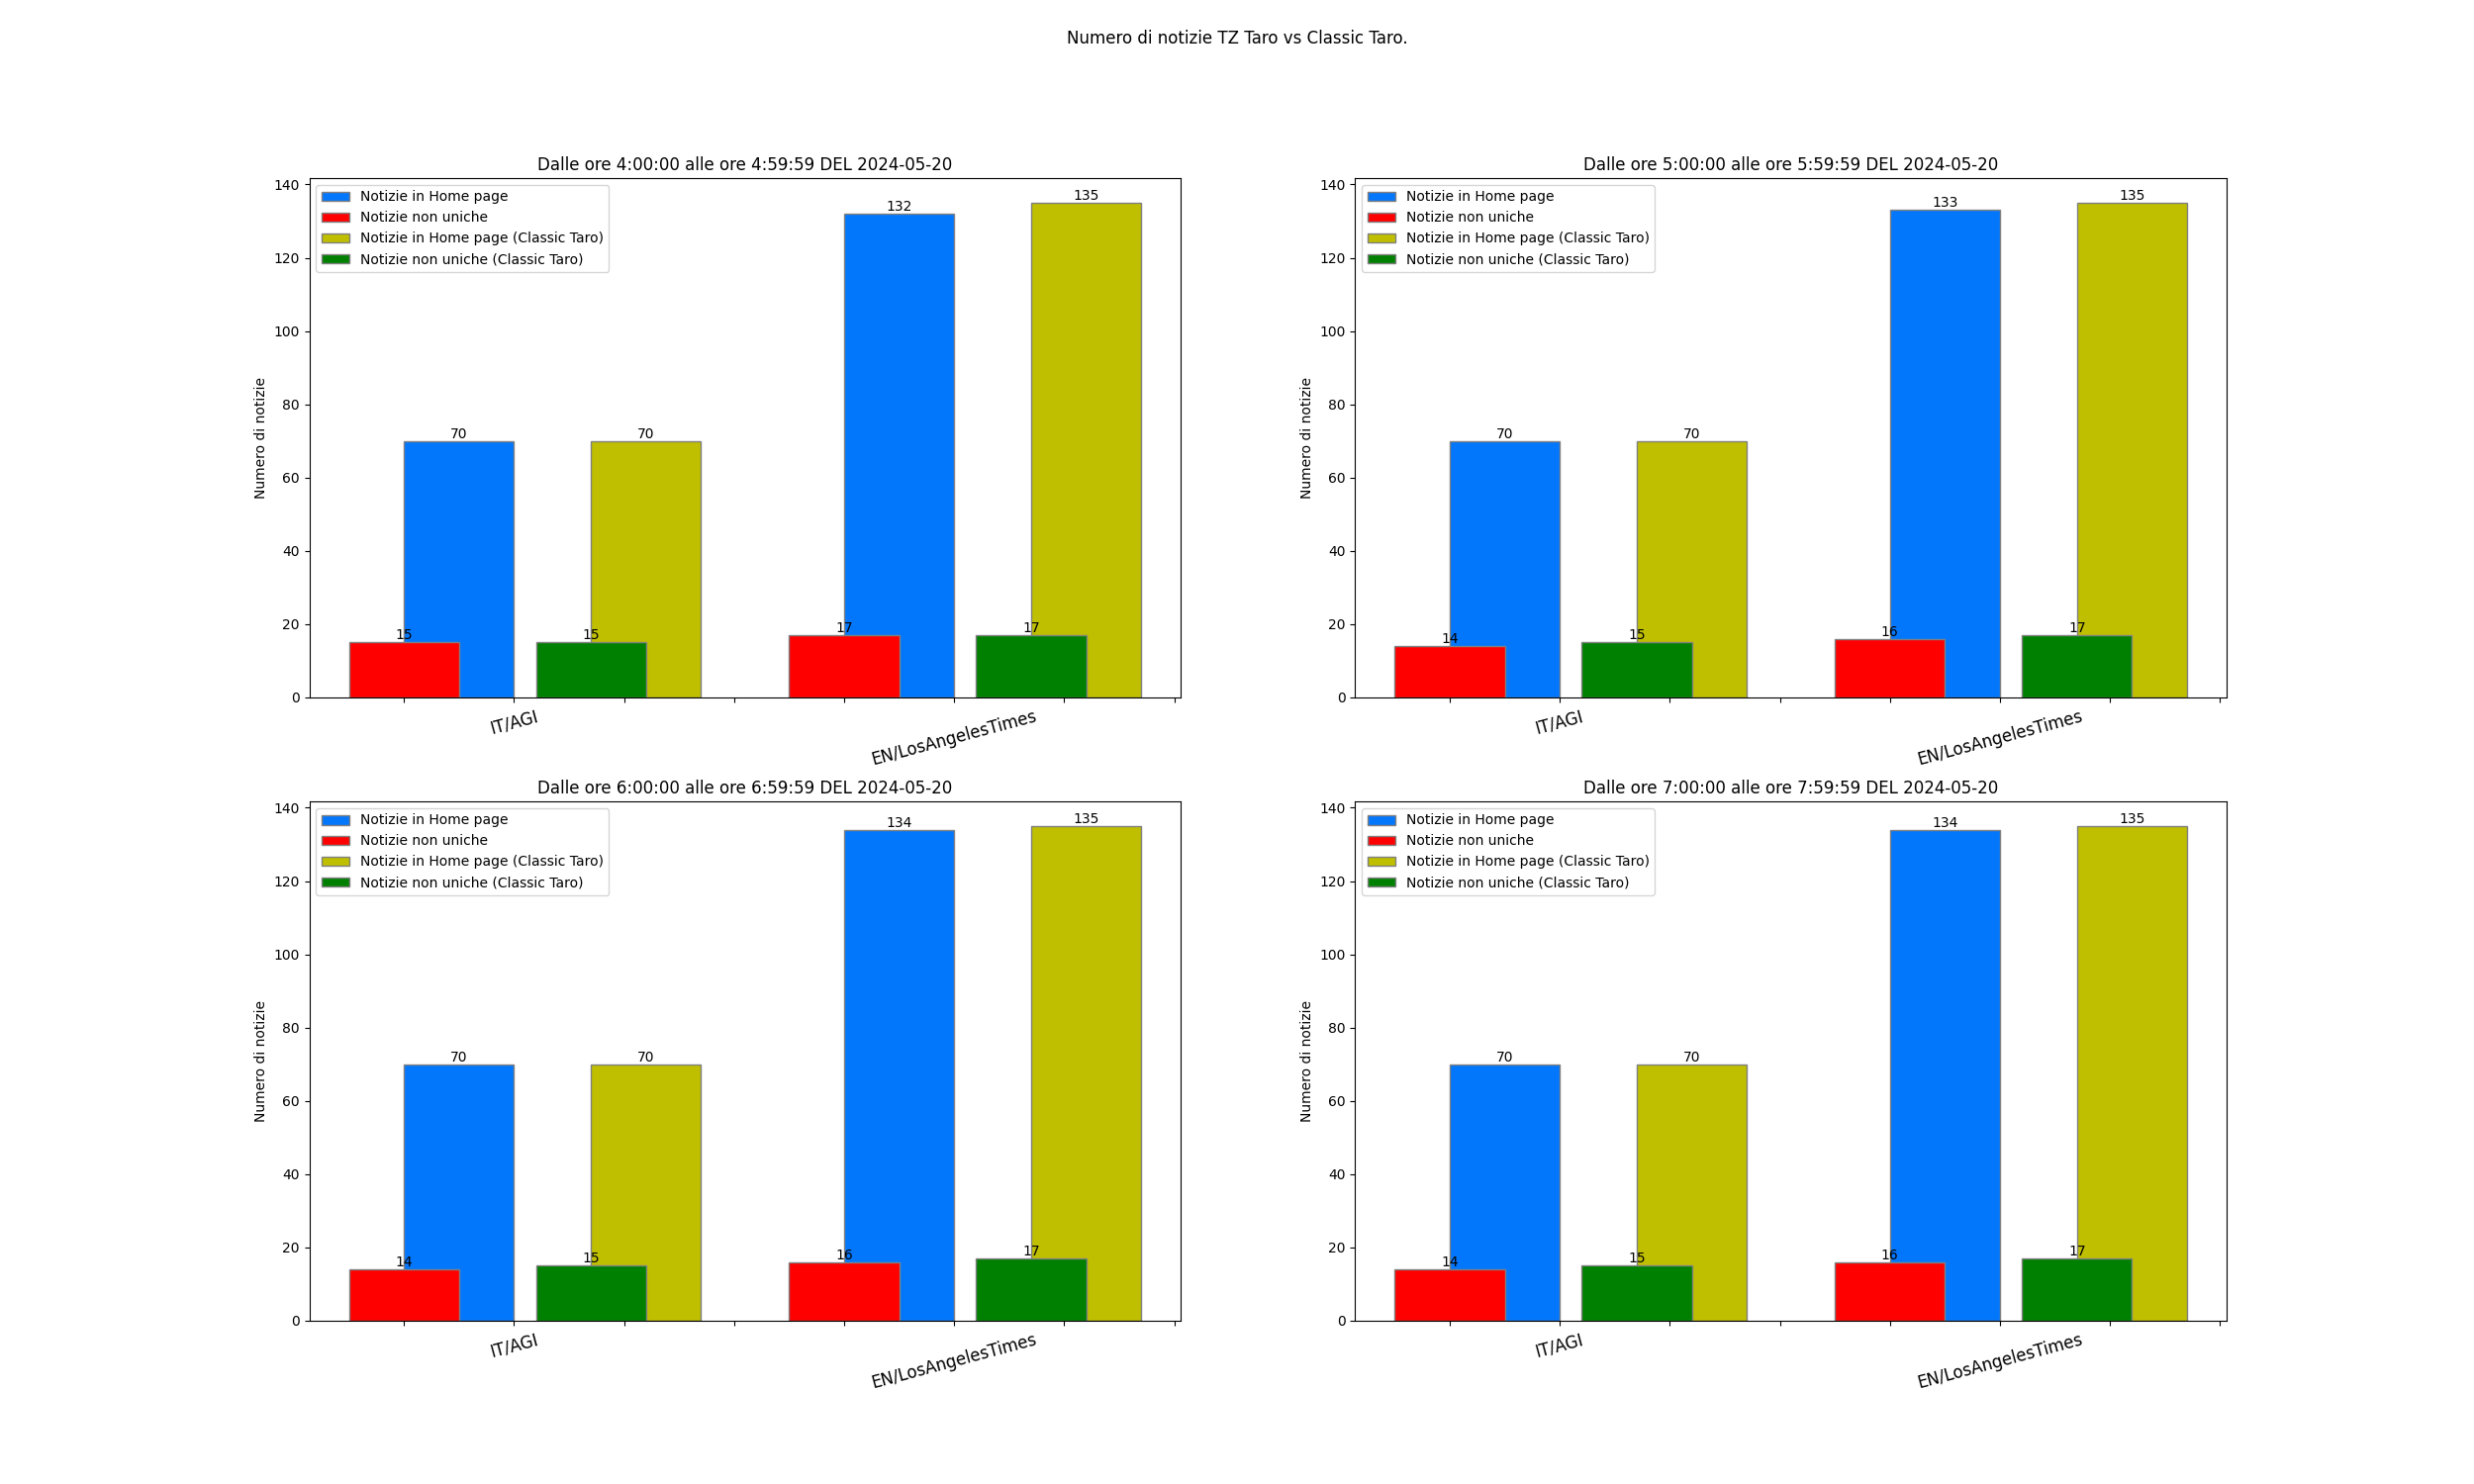 Numero di notizie TZ Taro vs Classic Taro.
Dalle ore 4:00:00 alle ore 4:59:59 DEL 2024-05-20
Notizie in Home page
Notizie non uniche
Notizie in Home page (Classic Taro)
Notizie non uniche (Classic Taro)
Numero di notizie
140
120
100
80
60
40
20
0
70
70
132
135
15
15
17
17
IT/AGI
EN/LosAngelesTimes
Dalle ore 5:00:00 alle ore 5:59:59 DEL 2024-05-20
Notizie in Home page
Notizie non uniche
Notizie in Home page (Classic Taro)
Notizie non uniche (Classic Taro)
Numero di notizie
140
120
100
80
60
40
20
0
70
70
133
135
14
15
16
17
IT/AGI
EN/LosAngelesTimes
Dalle ore 6:00:00 alle ore 6:59:59 DEL 2024-05-20
Notizie in Home page
Notizie non uniche
Notizie in Home page (Classic Taro)
Notizie non uniche (Classic Taro)
Numero di notizie
140
120
100
80
60
40
20
0
70
70
134
135
14
15
16
17
IT/AGI
EN/LosAngelesTimes
Dalle ore 7:00:00 alle ore 7:59:59 DEL 2024-05-20
Notizie in Home page
Notizie non uniche
Notizie in Home page (Classic Taro)
Notizie non uniche (Classic Taro)
Numero di notizie
140
120
100
80
60
40
20
0
70
70
134
135
14
15
16
17
IT/AGI
EN/LosAngelesTimes